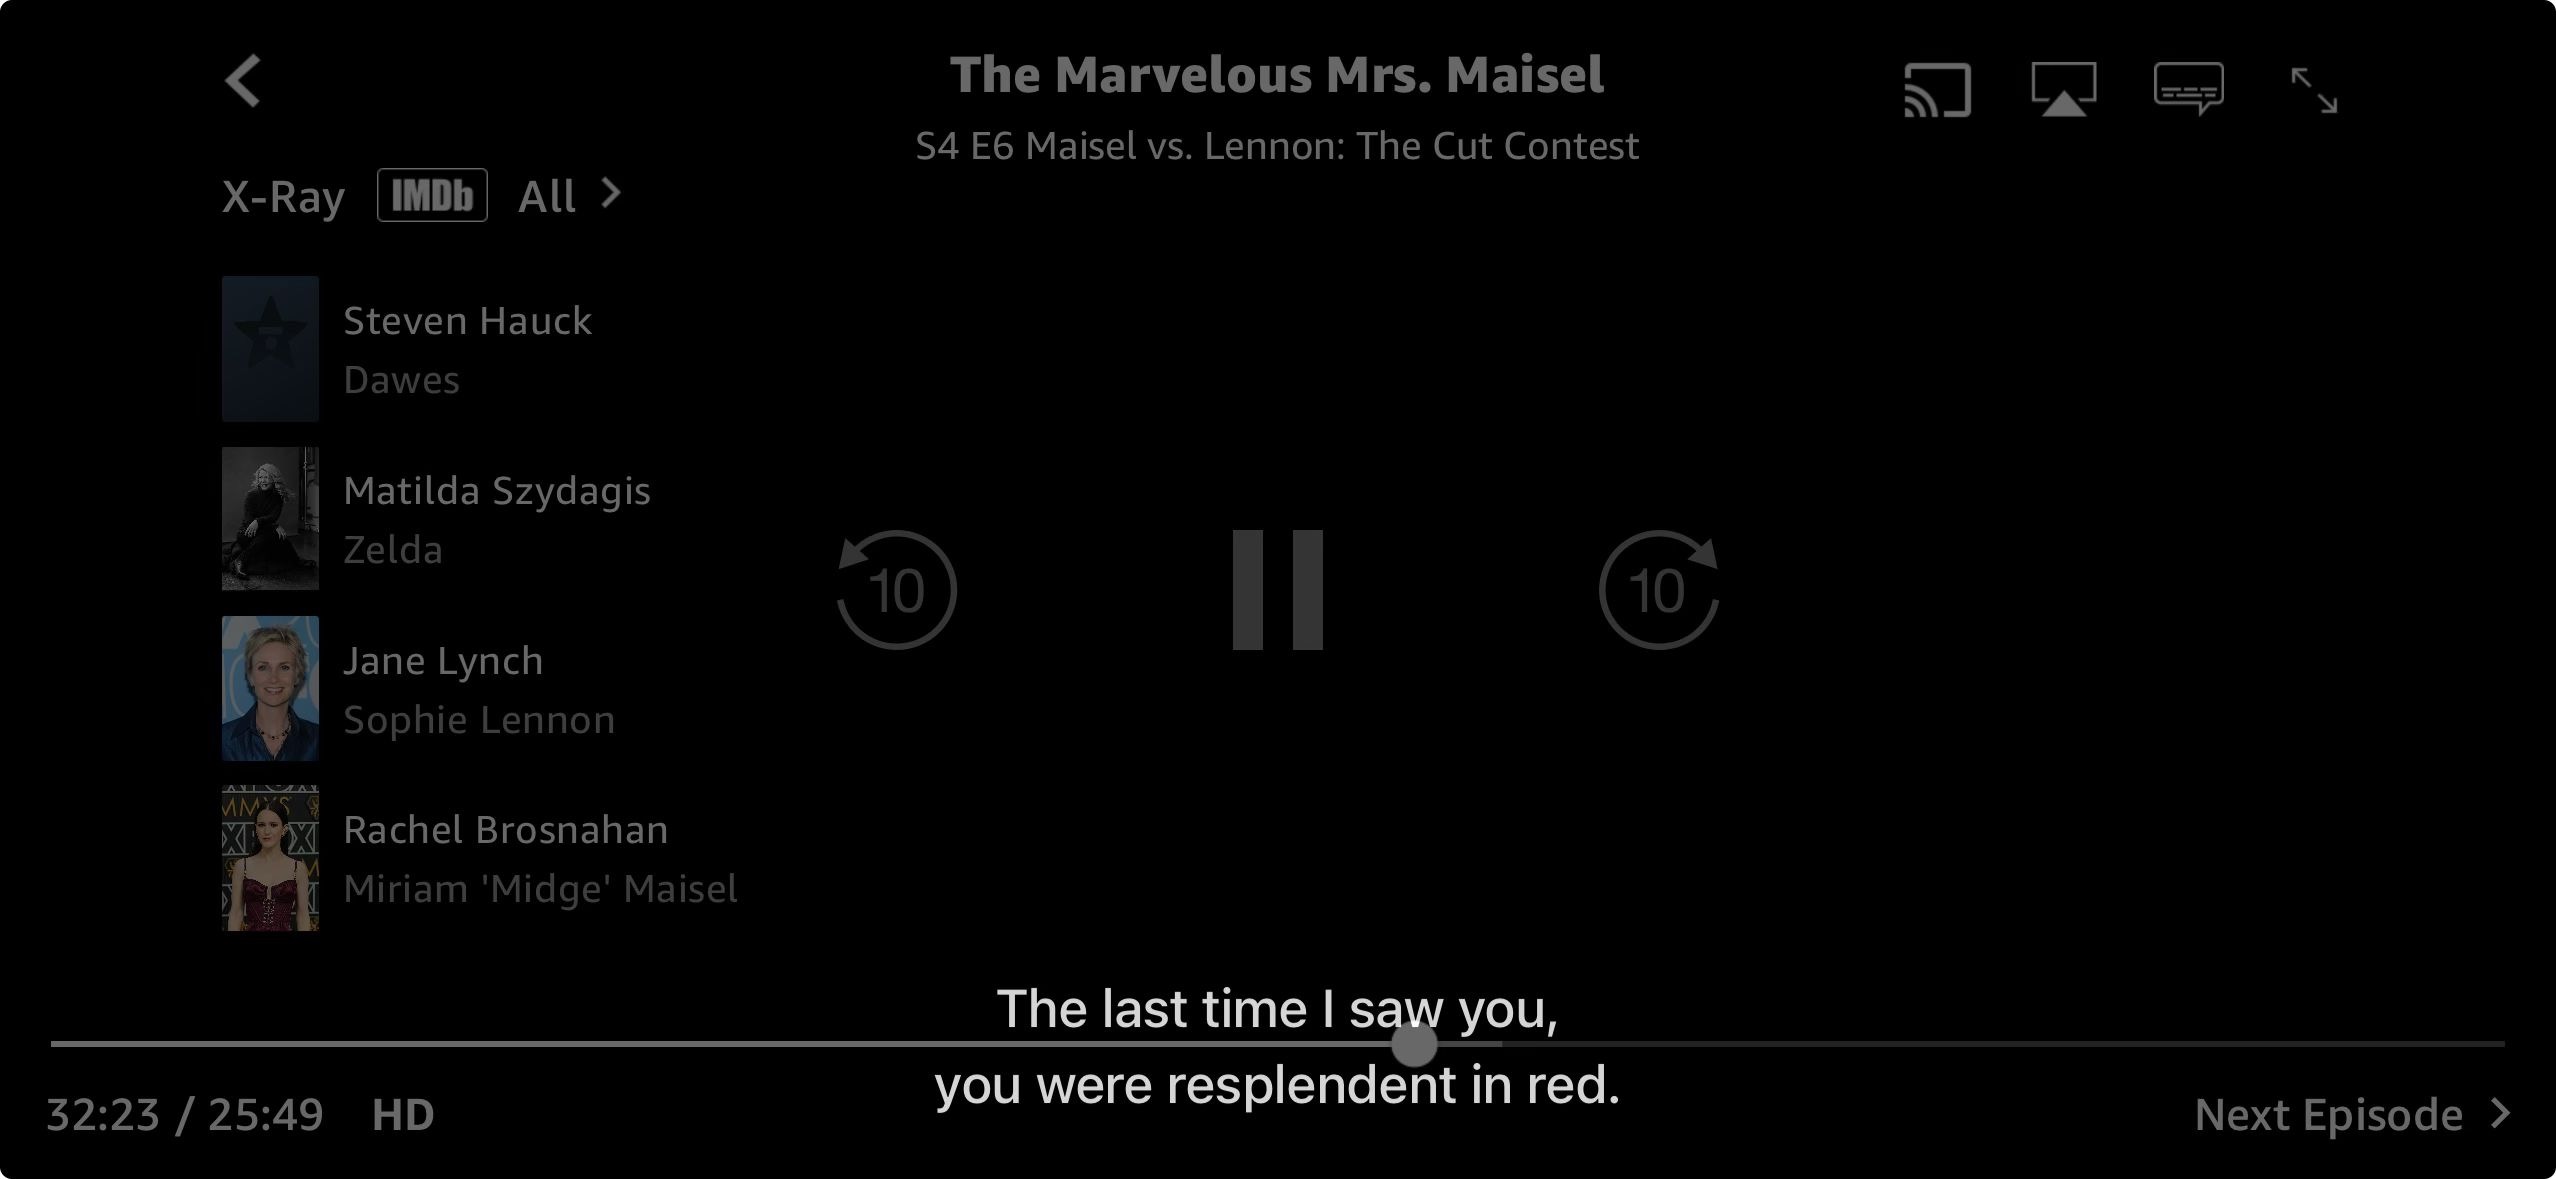 The Marvelous Mrs. Maisel
S4 E6 Maisel vs. Lennon: The Cut Contest
X-Ray IMDb All
Steven Hauck
Dawes
Matilda Szydagis
Zelda
Jane Lynch
Sophie Lennon
Rachel Brosnahan
Miriam 'Midge' Maisel
10
10
The last time I saw you,
you were resplendent in red.
32:23 / 25:49 HD
Next Episode